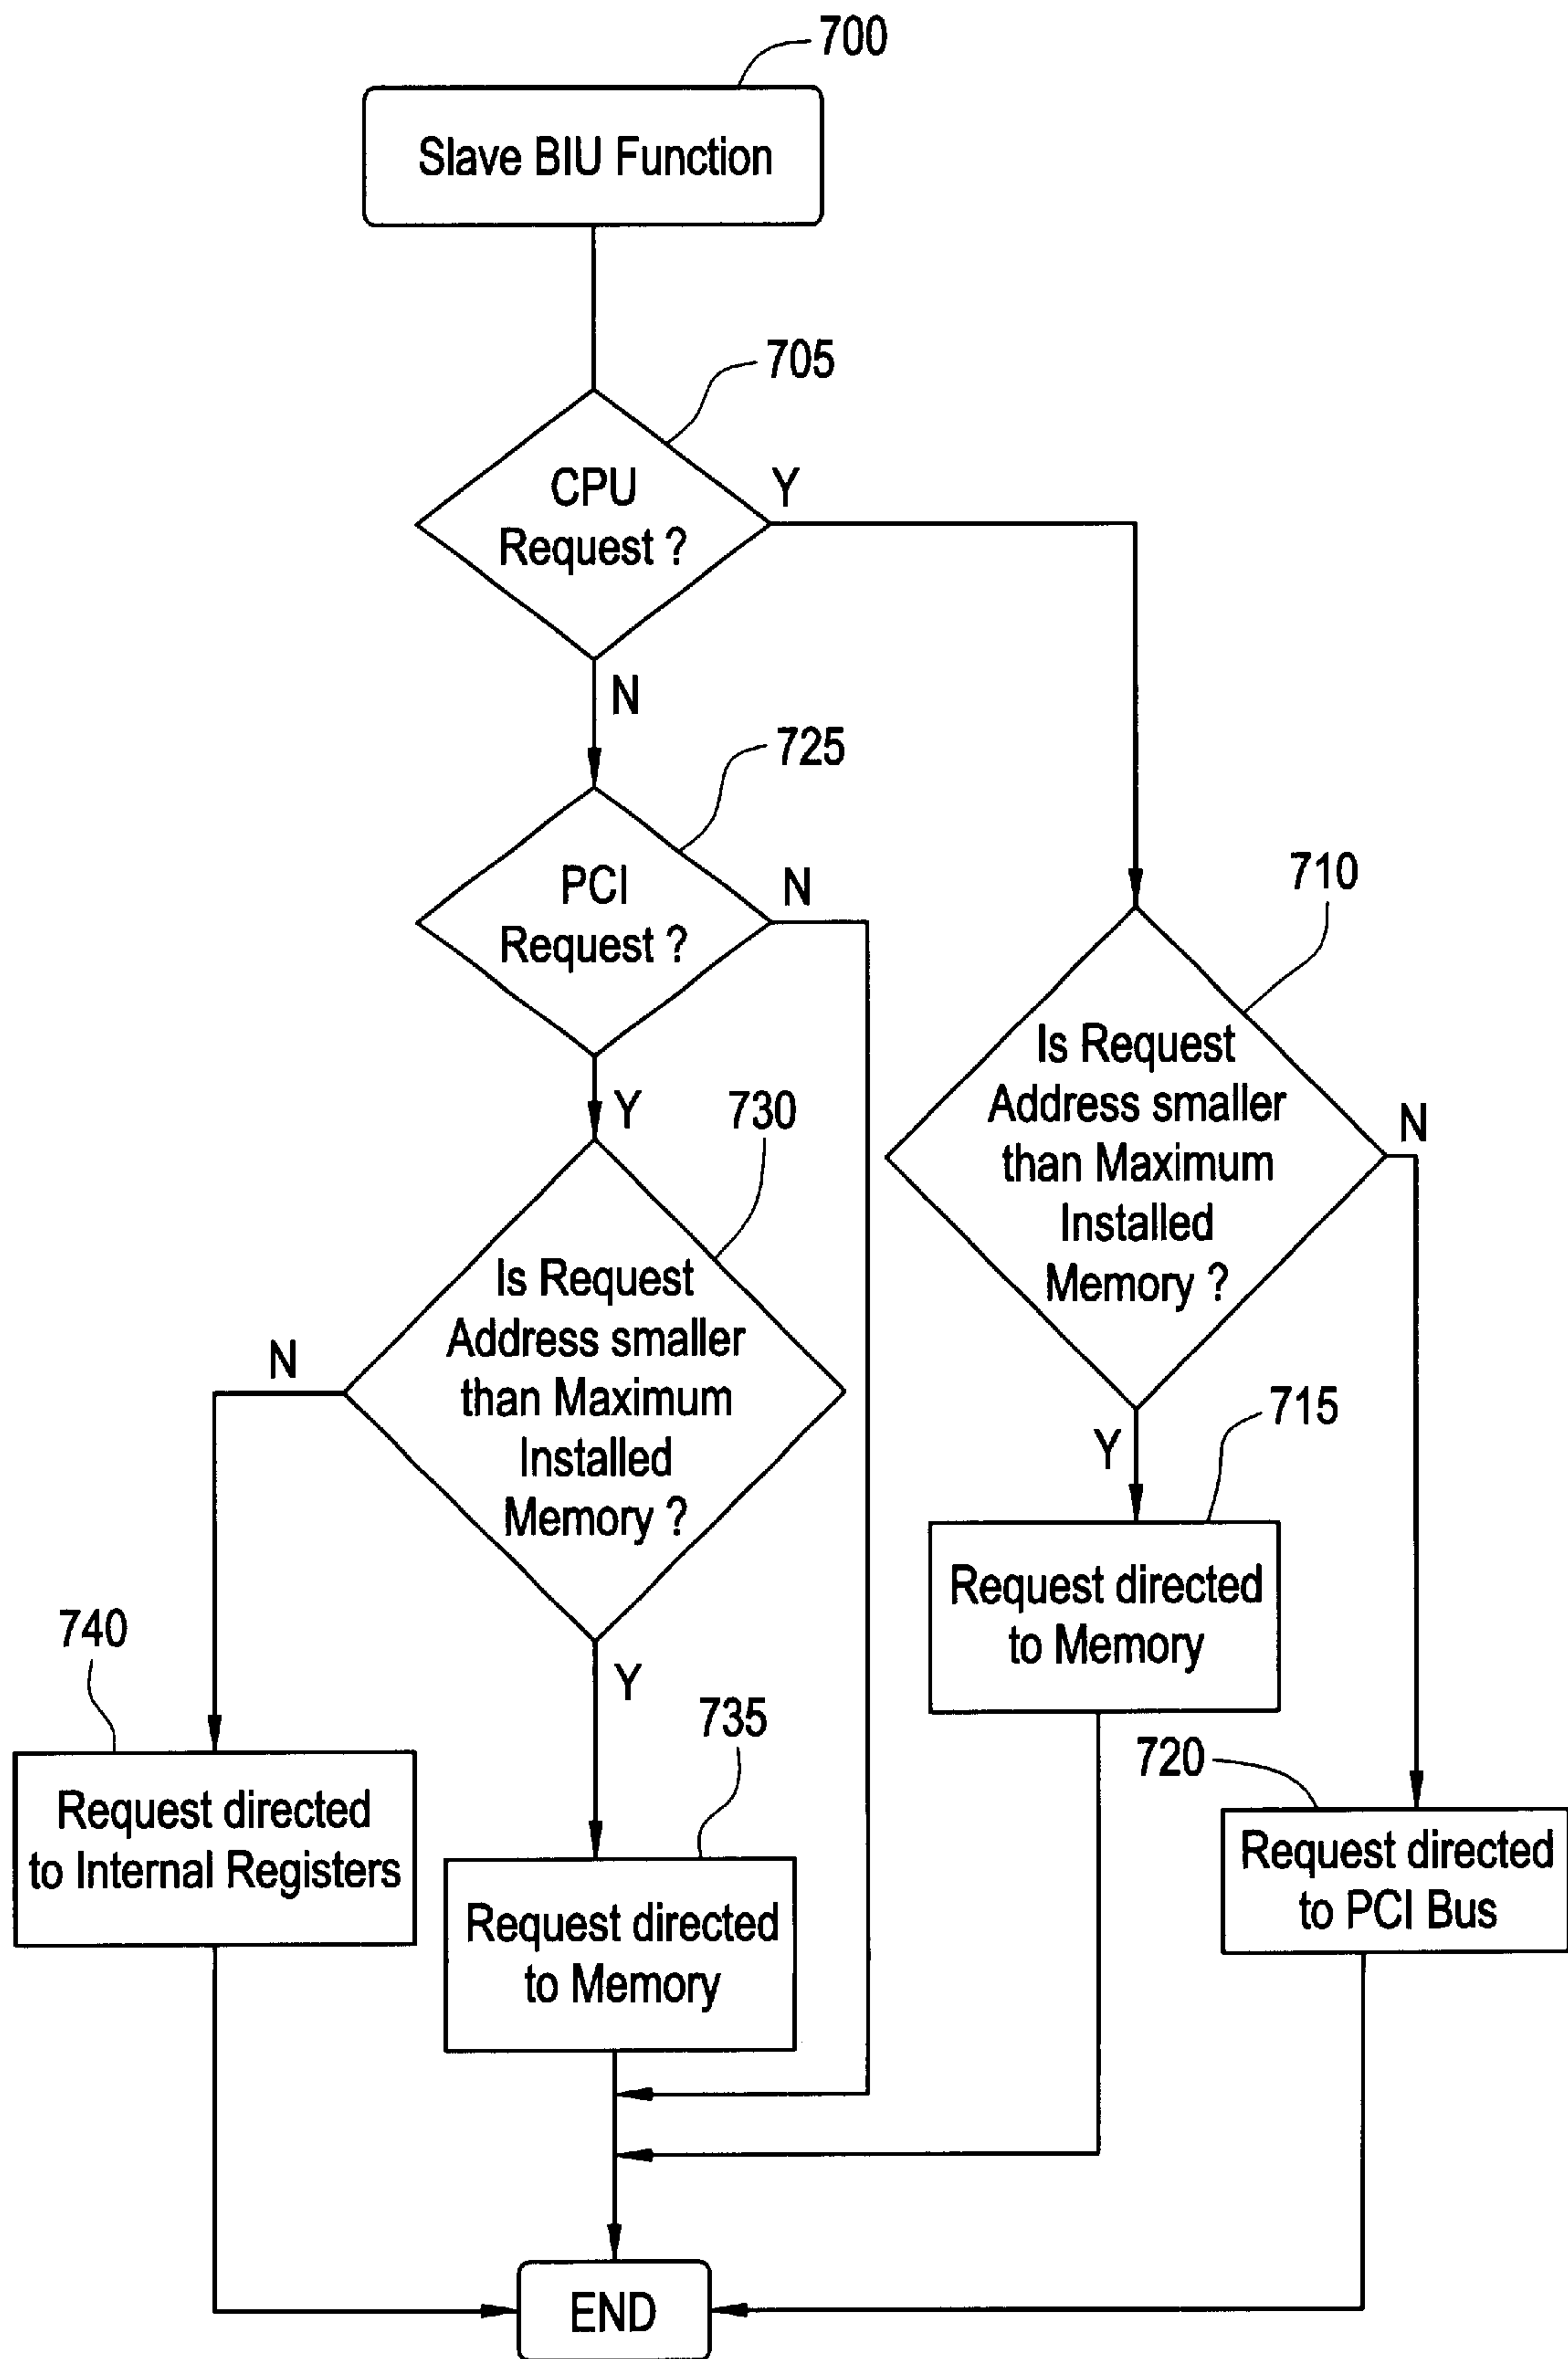 700
Slave BIU Function
705
CPU
Request ?
Y
N
725
PCI
Request ?
N
Y
710
Is Request
Address smaller
than Maximum
Installed
Memory ?
N
Y
730
Is Request
Address smaller
than Maximum
Installed
Memory ?
N
Y
715
Request directed
to Memory
720
Request directed
to PCI Bus
740
Request directed
to Internal Registers
735
Request directed
to Memory
END